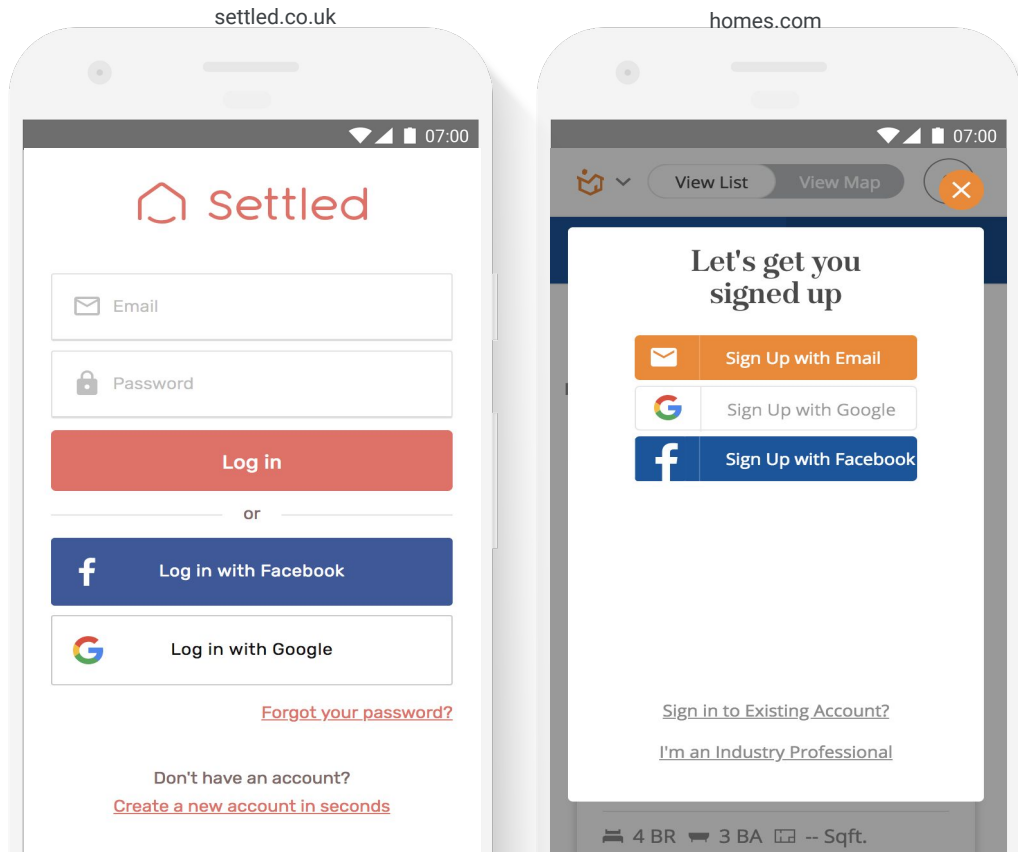 settled.co.uk
07:00
Settled
Email
Password
Log in
or
Log in with Facebook
Log in with Google
Forgot your password?
Don't have an account?
Create a new account in seconds
homes.com
07:00
View List
View Map
Let's get you
signed up
Sign Up with Email
Sign Up with Google
Sign Up with Facebook
Sign in to Existing Account?
I'm an Industry Professional
4 BR 3 BA -- Sqft.